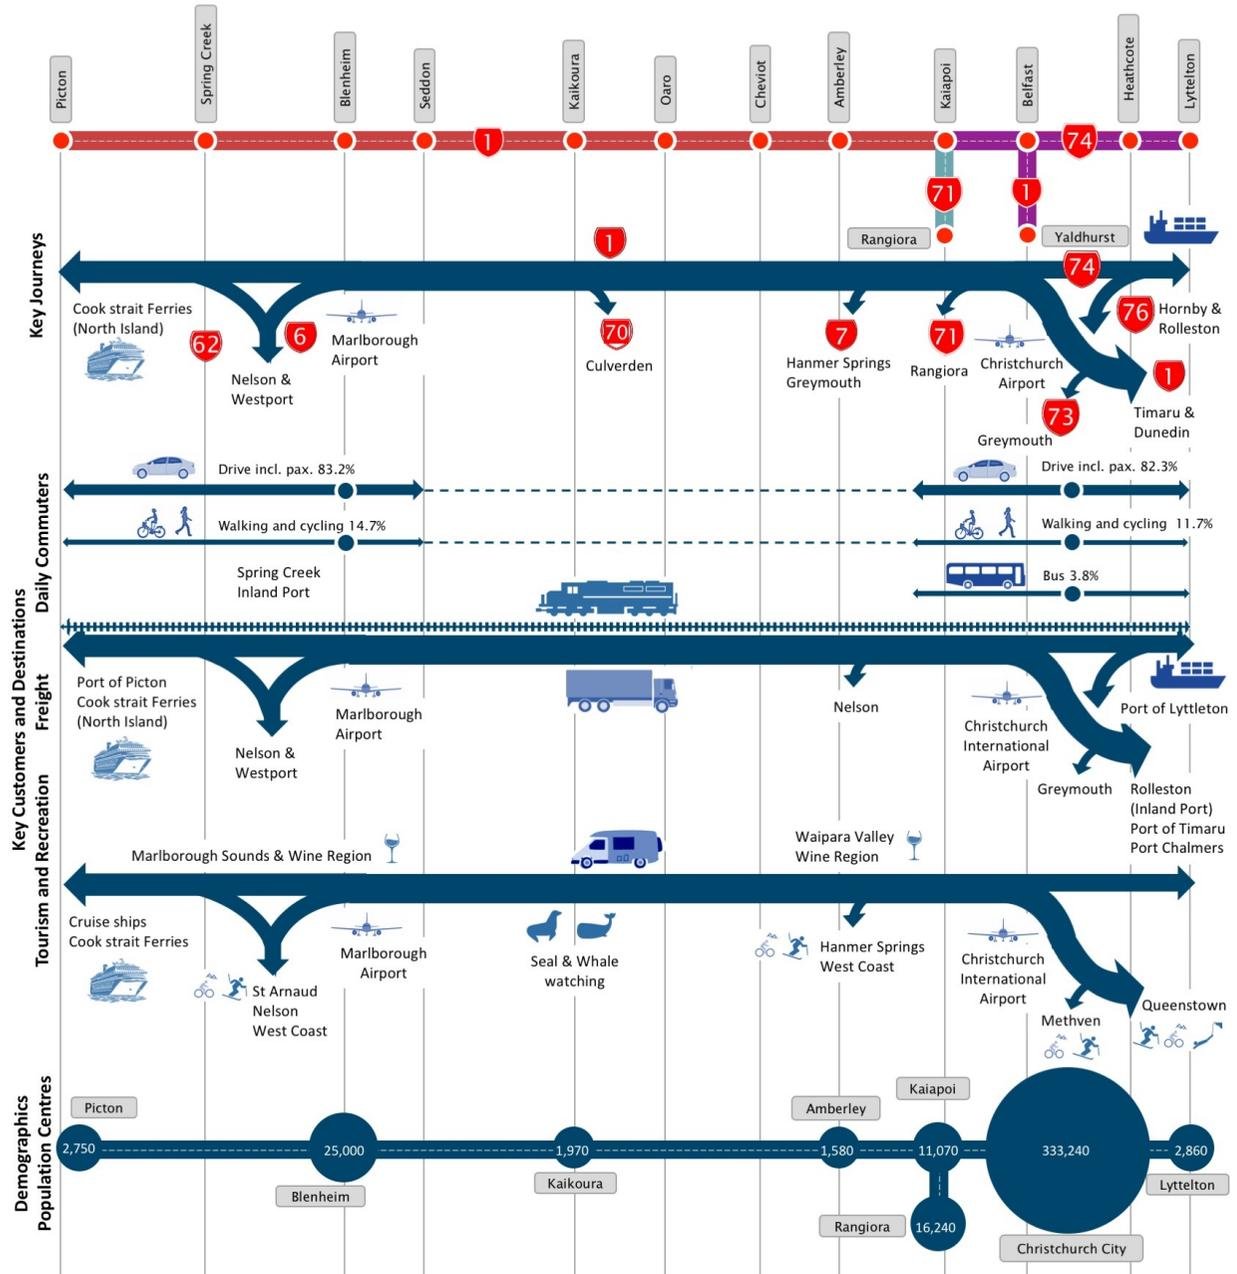 Picton
Spring Creek
Blenheim
Seddon
Kaikoura
Oaro
Cheviot
Amberley
Kaiapoi
Belfast
Heathcote
Lyttelton
1
74
71
1
Rangiora
Yaldhurst
Key Journeys
1
74
Cook strait Ferries
(North Island)
62
6
Marlborough
Airport
Nelson &
Westport
70
Culverden
7
Hanmer Springs
Greymouth
71
Rangiora
Christchurch
Airport
76
Hornby &
Rolleston
1
Timaru &
Dunedin
73
Greymouth
Key Customers and Destinations
Daily Commuters
Drive incl. pax. 83.2%
Drive incl. pax. 82.3%
Walking and cycling 14.7%
Walking and cycling 11.7%
Bus 3.8%
Spring Creek
Inland Port
Freight
Port of Picton
Cook strait Ferries
(North Island)
Nelson &
Westport
Marlborough
Airport
Nelson
Christchurch
International
Airport
Port of Lyttleton
Greymouth
Rolleston
(Inland Port)
Port of Timaru
Port Chalmers
Tourism and Recreation
Marlborough Sounds & Wine Region
Waipara Valley
Wine Region
Cruise ships
Cook strait Ferries
St Arnaud
Nelson
West Coast
Marlborough
Airport
Seal & Whale
watching
Hanmer Springs
West Coast
Christchurch
International
Airport
Methven
Queenstown
Demographics
Population Centres
Picton
2,750
25,000
Blenheim
1,970
Kaikoura
Amberley
1,580
Kaiapoi
11,070
Rangiora
16,240
333,240
Christchurch City
2,860
Lyttelton